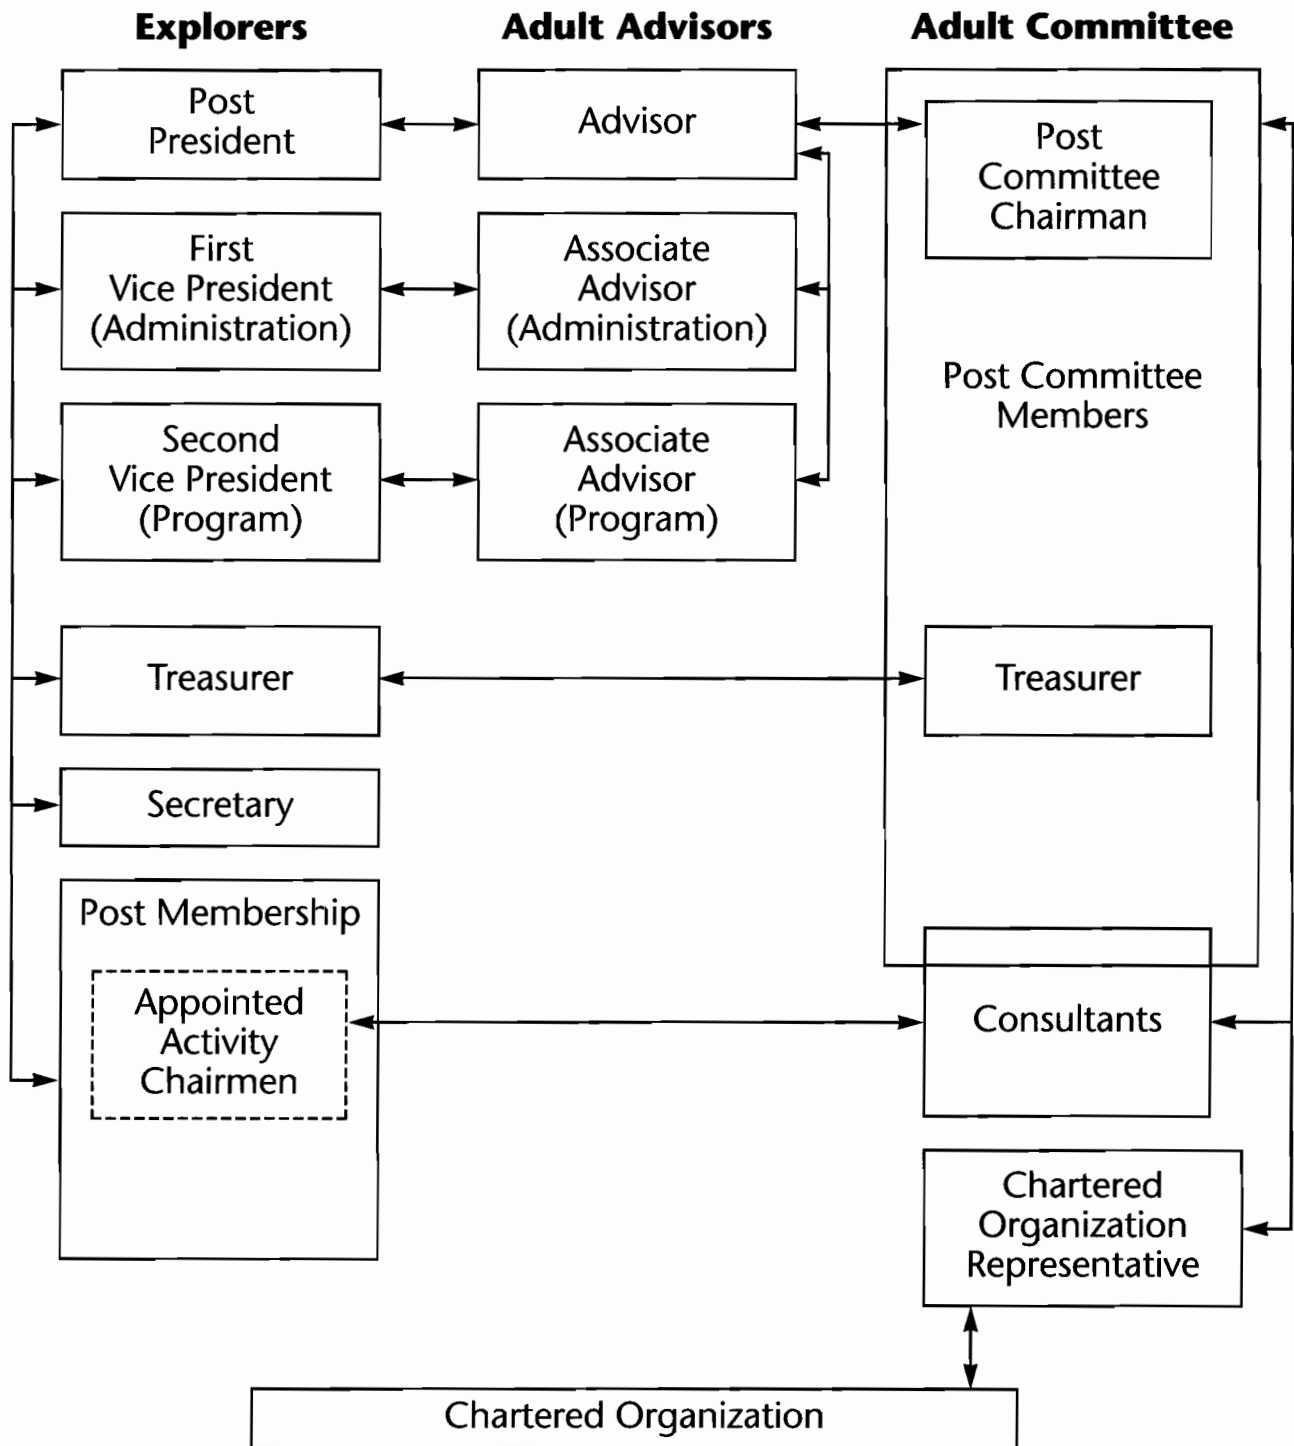 Explorers
Adult Advisors
Adult Committee
Post
President
Advisor
Post
Committee
Chairman
First
Vice President
(Administration)
Associate
Advisor
(Administration)
Post Committee
Members
Second
Vice President
(Program)
Associate
Advisor
(Program)
Treasurer
Treasurer
Secretary
Post Membership
Appointed
Activity
Chairmen
Consultants
Chartered
Organization
Representative
Chartered Organization